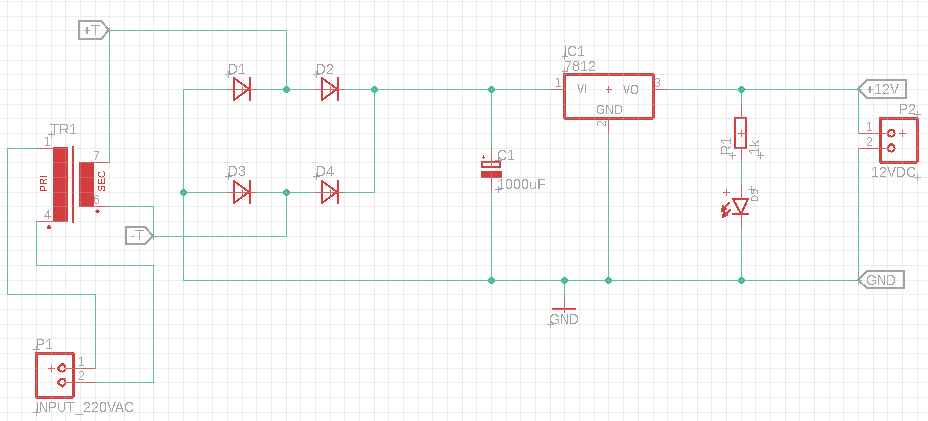 +T
IC1
7812
D1
D2
1
VI
VO
3
GND
2
+12V
P2
1
+
2
12VDC
TR1
1
7
PRI
SEC
4
6
D3
D4
C1
1000uF
R1
1k
D5
-T
GND
GND
P1
1
+
2
INPUT_220VAC